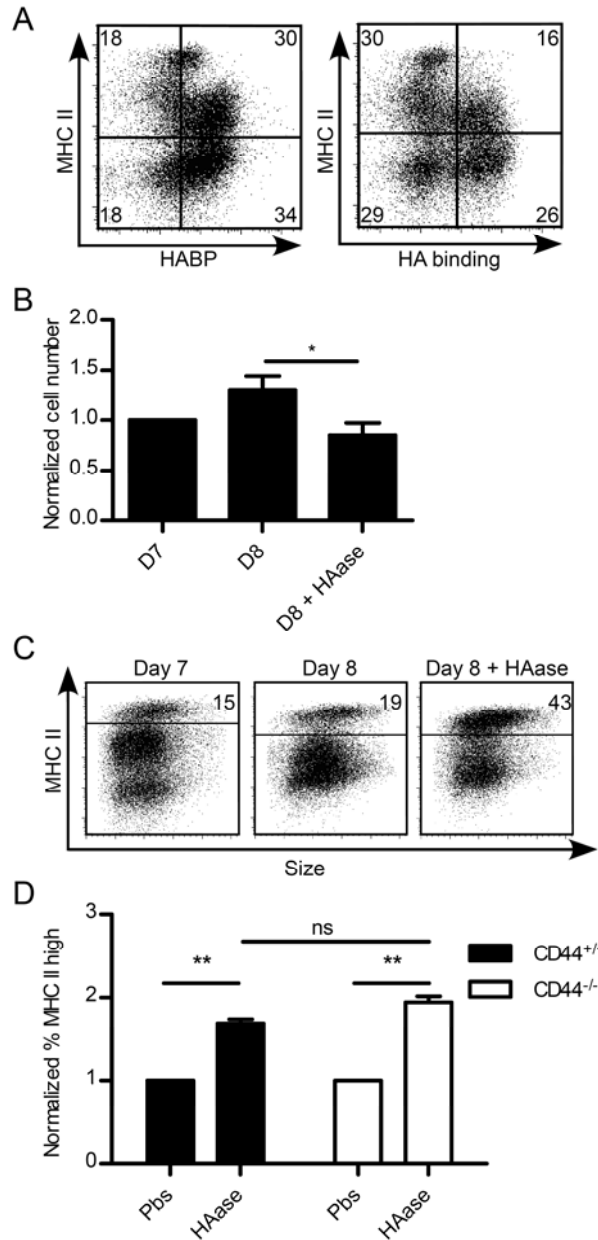 A
18 30 30 16
MHC II MHC II
18 34 29 26
HABP HA binding
B
Normalized cell number
2.0
1.5
1.0
0.5
0.0
*
D7 D8 D8 + HAase
C
Day 7 Day 8 Day 8 + HAase
15 19 43
MHC II
Size
D
Normalized % MHC II high
3
2
1
0
ns
** **
CD44+/
CD44-/-
Pbs HAase Pbs HAase